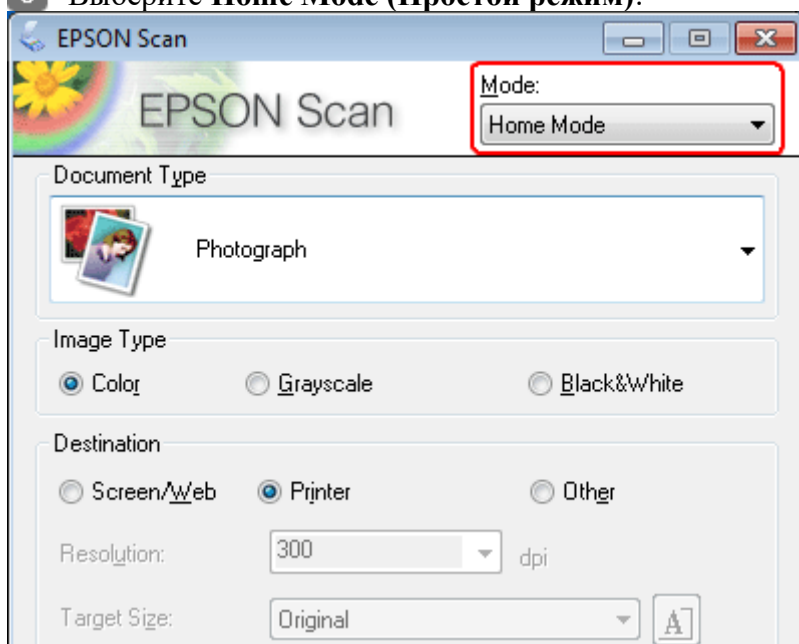 Выберите Home Mode (Простой режим).
EPSON Scan
EPSON Scan
Mode:
Home Mode
Document Type
Photograph
Image Type
Color Grayscale Black&White
Destination
Screen/Web Printer Other
Resolution: 300 dpi
Target Size: Original A